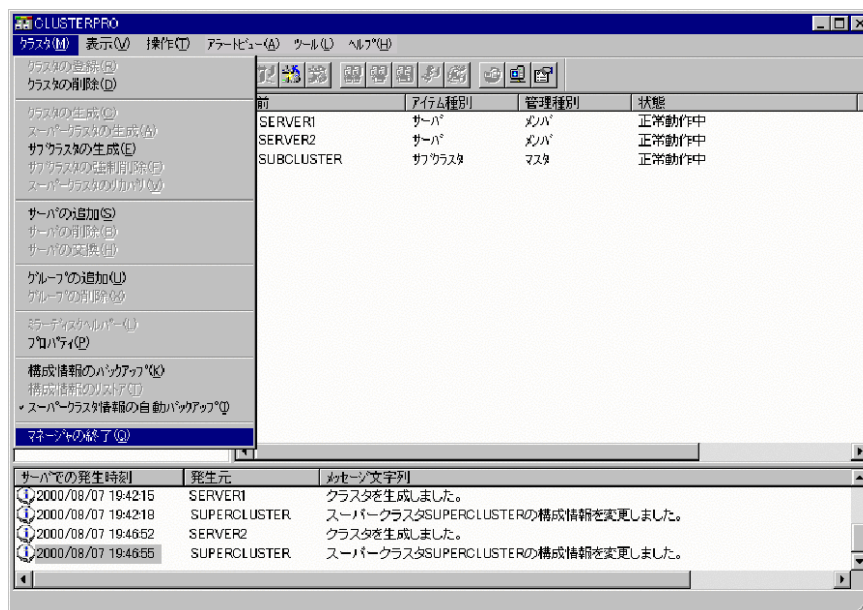 CLUSTERPRO
クラスタ(M) 表示(V) 操作(T) アラートビュー(A) ツール(L) ヘルプ(H)
クラスタの登録(R)
クラスタの削除(D)
クラスタの生成(C)
スーパークラスタの生成(A)
サブクラスタの生成(E)
サブクラスタの強制削除(F)
スーパークラスタのリカバリ(V)
サーバの追加(S)
サーバの削除(B)
サーバの交換(H)
グループの追加(U)
グループの削除(X)
ミラーディスクヘルパー(L)
プロパティ(P)
構成情報のバックアップ(K)
構成情報のリストア(T)
スーパークラスタ情報の自動バックアップ(I)
マネージャの終了(Q)
前 アイテム種別 管理種別 状態
SERVER1 サーバ メンバ 正常動作中
SERVER2 サーバ メンバ 正常動作中
SUBCLUSTER サブクラスタ マスタ 正常動作中
サーバでの発生時刻 発生元 メッセージ文字列
2000/08/07 19:42:15 SERVER1 クラスタを生成しました。
2000/08/07 19:42:18 SUPERCLUSTER スーパークラスタSUPERCLUSTERの構成情報を変更しました。
2000/08/07 19:46:52 SERVER2 クラスタを生成しました。
2000/08/07 19:46:55 SUPERCLUSTER スーパークラスタSUPERCLUSTERの構成情報を変更しました。